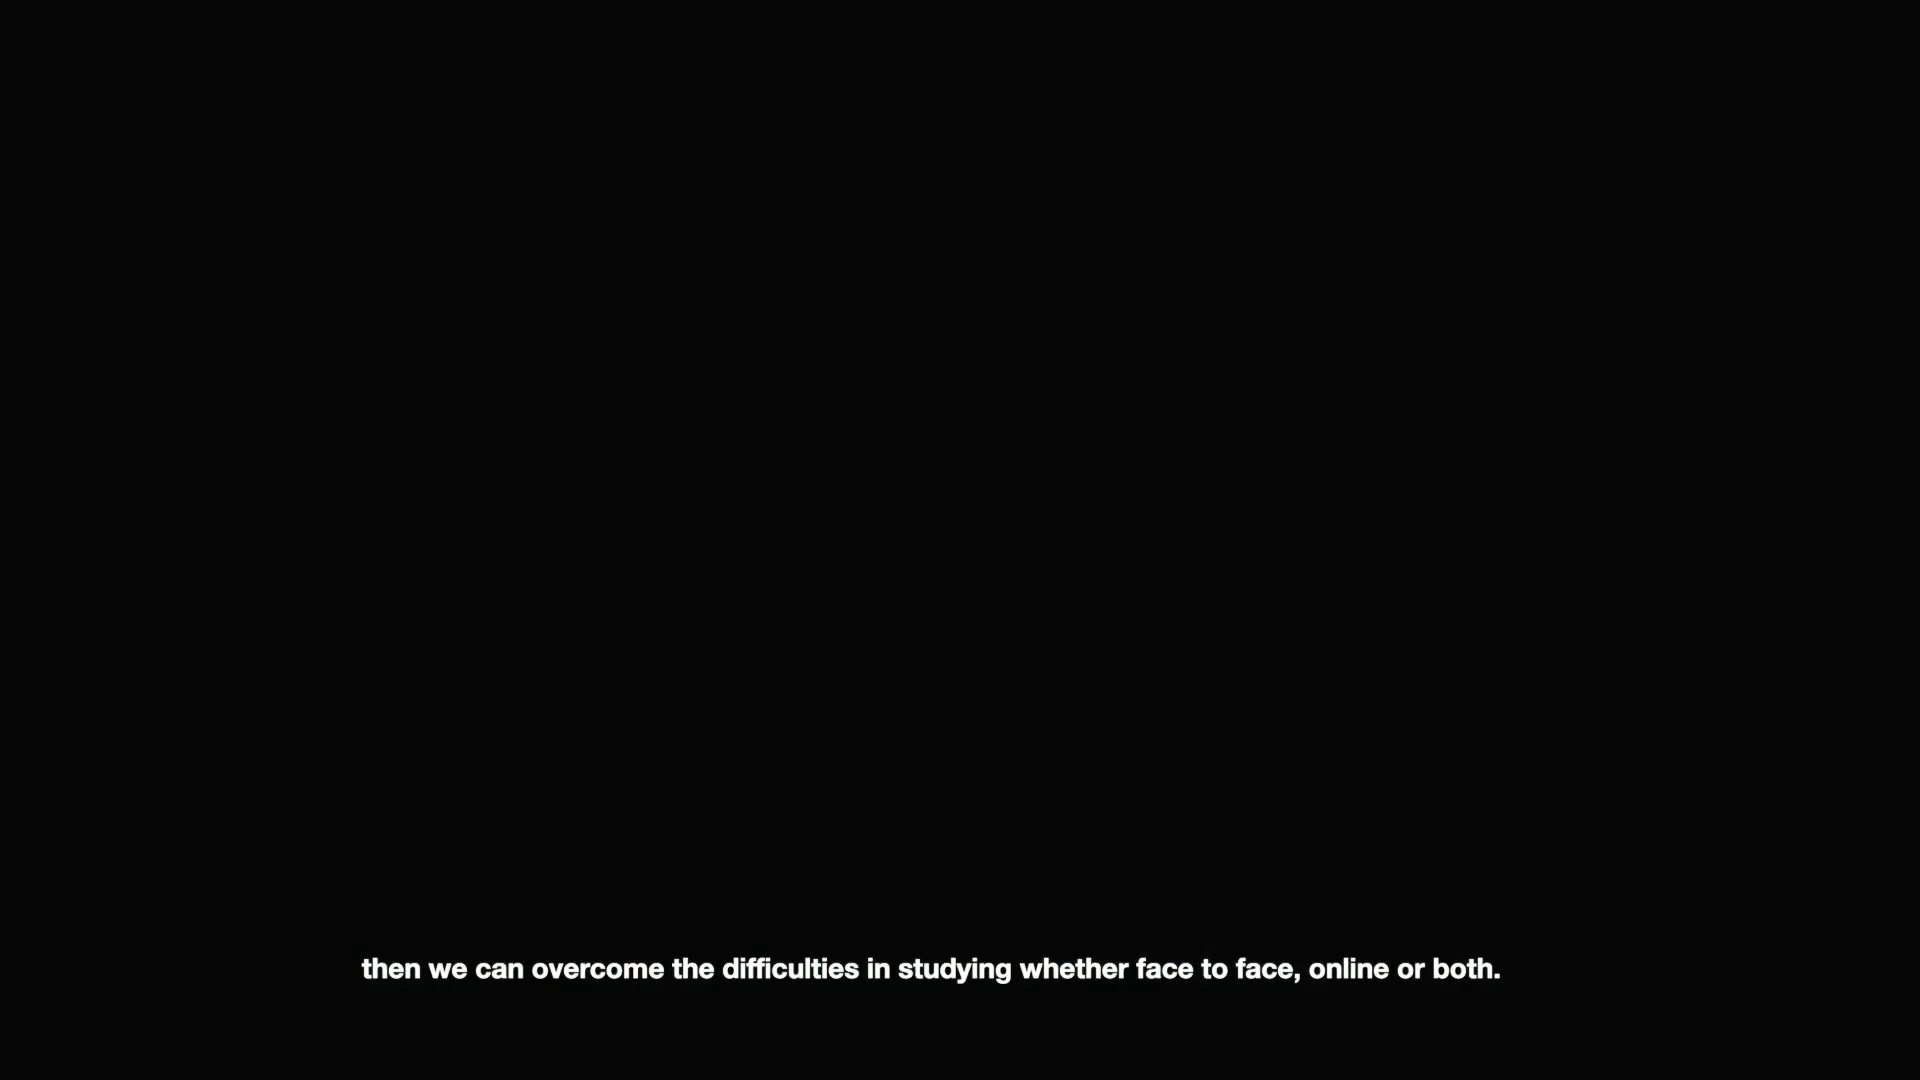 then we can overcome the difficulties in studying whether face to face, online or both.